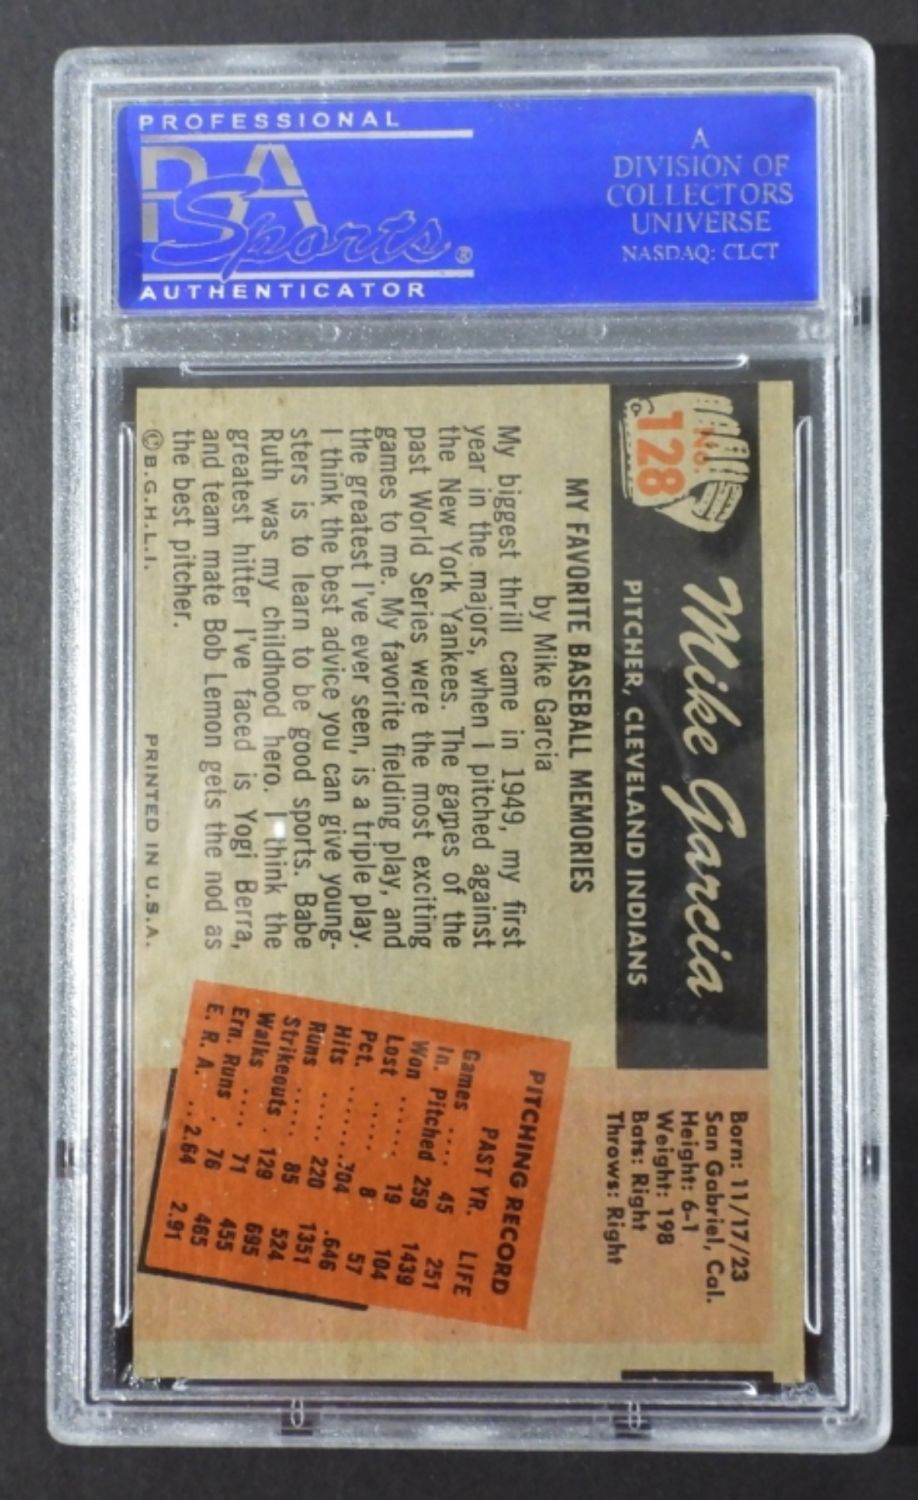 PROFESSIONAL
PSA
Sports®
AUTHENTICATOR
A
DIVISION OF
COLLECTORS
UNIVERSE
NASDAQ: CLCT
No.
128
Mike Garcia
PITCHER, CLEVELAND INDIANS
Born: 11/17/23
San Gabriel, Cal.
Height: 6-1
Weight: 198
Bats: Right
Throws: Right
MY FAVORITE BASEBALL MEMORIES
by Mike Garcia
My biggest thrill came in 1949, my first
year in the majors, when I pitched against
the New York Yankees. The games of the
past World Series were the most exciting
games to me. My favorite fielding play, and
the greatest I've ever seen, is a triple play.
I think the best advice you can give young-
sters is to learn to be good sports. Babe
Ruth was my childhood hero. I think the
greatest hitter I've faced is Yogi Berra,
and team mate Bob Lemon gets the nod as
the best pitcher.
PITCHING RECORD
PAST YR. LIFE
Games .... 45 251
In. Pitched 259 1439
Won ..... 19 104
Lost ..... 8 57
Pct. ..... .704 .646
Hits ..... 220 1351
Runs ..... 85 524
Strikeouts . 129 695
Walks .... 71 455
Ern. Runs . 76 465
E. R. A. .. 2.64 2.91
©B.G.H.L.I. PRINTED IN U.S.A.